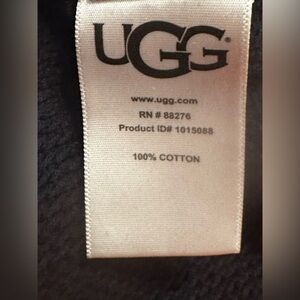 UGG®
www.ugg.com
RN # 88276
Product ID# 1015088
100% COTTON